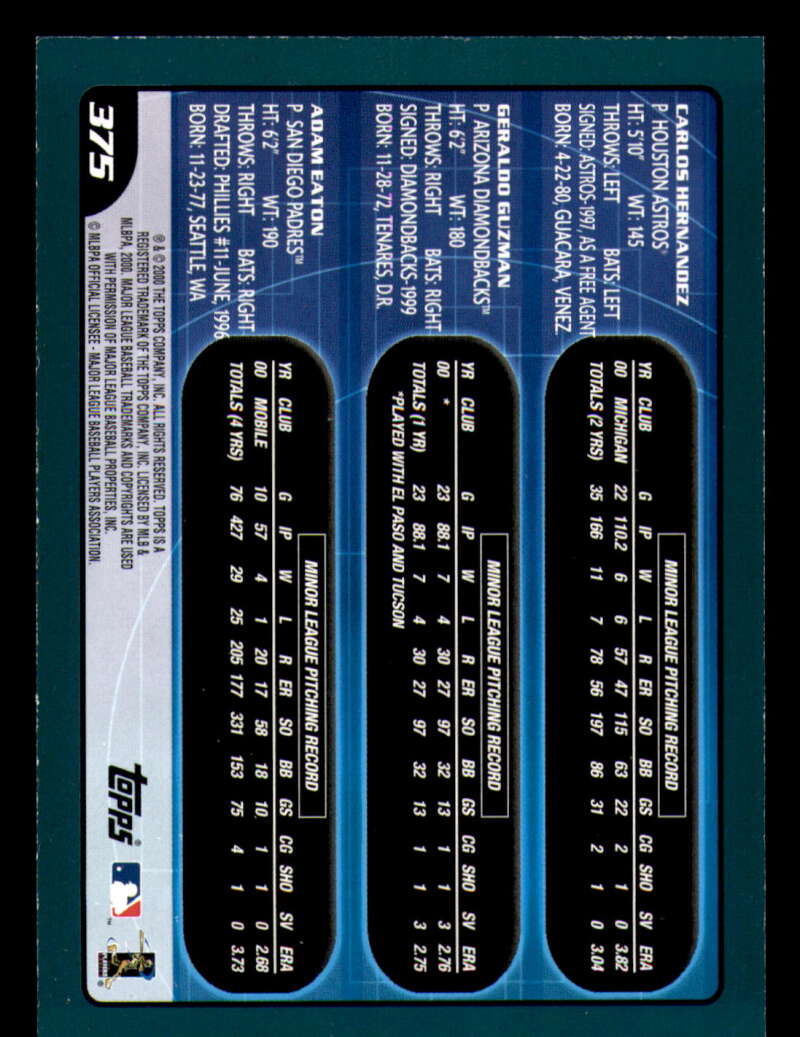 CARLOS HERNANDEZ
P HOUSTON ASTROS®
HT: 5'10" WT: 145
THROWS: LEFT BATS: LEFT
SIGNED: ASTROS-1997, AS A FREE AGENT
BORN: 4-22-80, GUACARA, VENEZ.
MINOR LEAGUE PITCHING RECORD
YR CLUB G IP W L R ER SO BB GS CG SHO SV ERA
00 MICHIGAN 22 110.2 6 6 57 47 115 63 22 2 1 0 3.82
TOTALS (2 YRS) 35 166 11 7 78 56 197 86 31 2 1 0 3.04
GERALDO GUZMAN
P ARIZONA DIAMONDBACKS™
HT: 6'2" WT: 180
THROWS: RIGHT BATS: RIGHT
SIGNED: DIAMONDBACKS-1999
BORN: 11-28-72, TENARES, D.R.
MINOR LEAGUE PITCHING RECORD
YR CLUB G IP W L R ER SO BB GS CG SHO SV ERA
00 * 23 88.1 7 4 30 27 97 32 13 1 1 3 2.76
TOTALS (1 YR) 23 88.1 7 4 30 27 97 32 13 1 1 3 2.75
*PLAYED WITH EL PASO AND TUCSON
ADAM EATON
P SAN DIEGO PADRES™
HT: 6'2" WT: 190
THROWS: RIGHT BATS: RIGHT
DRAFTED: PHILLIES #11-JUNE, 1996
BORN: 11-23-77, SEATTLE, WA
MINOR LEAGUE PITCHING RECORD
YR CLUB G IP W L R ER SO BB GS CG SHO SV ERA
00 MOBILE 10 57 4 1 20 17 58 18 10 1 1 0 2.68
TOTALS (4 YRS) 76 427 29 25 205 177 331 153 75 4 1 0 3.73
375
® & © 2000 THE TOPPS COMPANY, INC. ALL RIGHTS RESERVED. TOPPS IS A
REGISTERED TRADEMARK OF THE TOPPS COMPANY, INC. LICENSED BY MLB &
MLBPA, 2000. MAJOR LEAGUE BASEBALL TRADEMARKS AND COPYRIGHTS ARE USED
WITH PERMISSION OF MAJOR LEAGUE BASEBALL PROPERTIES, INC.
© MLBPA OFFICIAL LICENSEE - MAJOR LEAGUE BASEBALL PLAYERS ASSOCIATION.
topps®